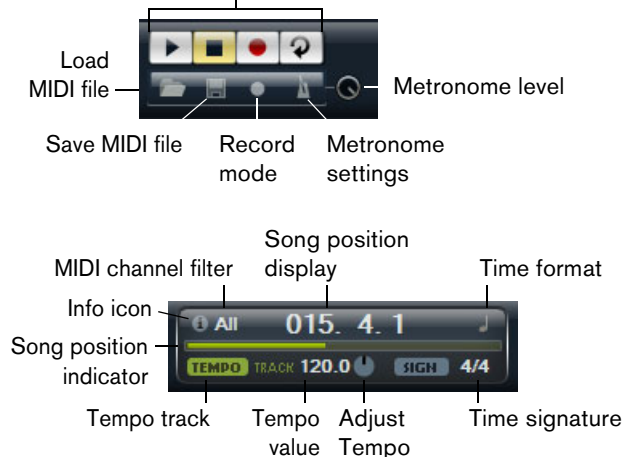 Load
MIDI file
Metronome level
Save MIDI file
Record
mode
Metronome
settings
Song position
display
MIDI channel filter
Time format
Info icon
All 015. 4. 1
Song position
indicator
TEMPO TRACK 120.0 SIGN 4/4
Tempo track
Tempo
value
Adjust
Tempo
Time signature